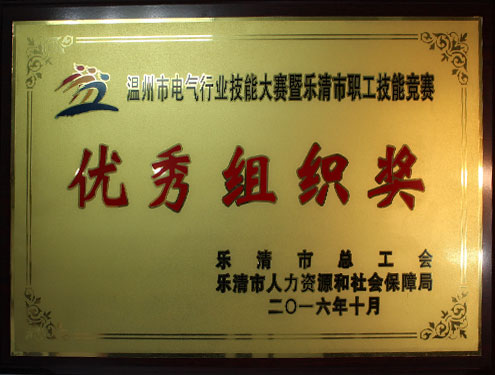 温州市电气行业技能大赛暨乐清市职工技能竞赛
优秀组织奖
乐清市总工会
乐清市人力资源和社会保障局
二〇一六年十月